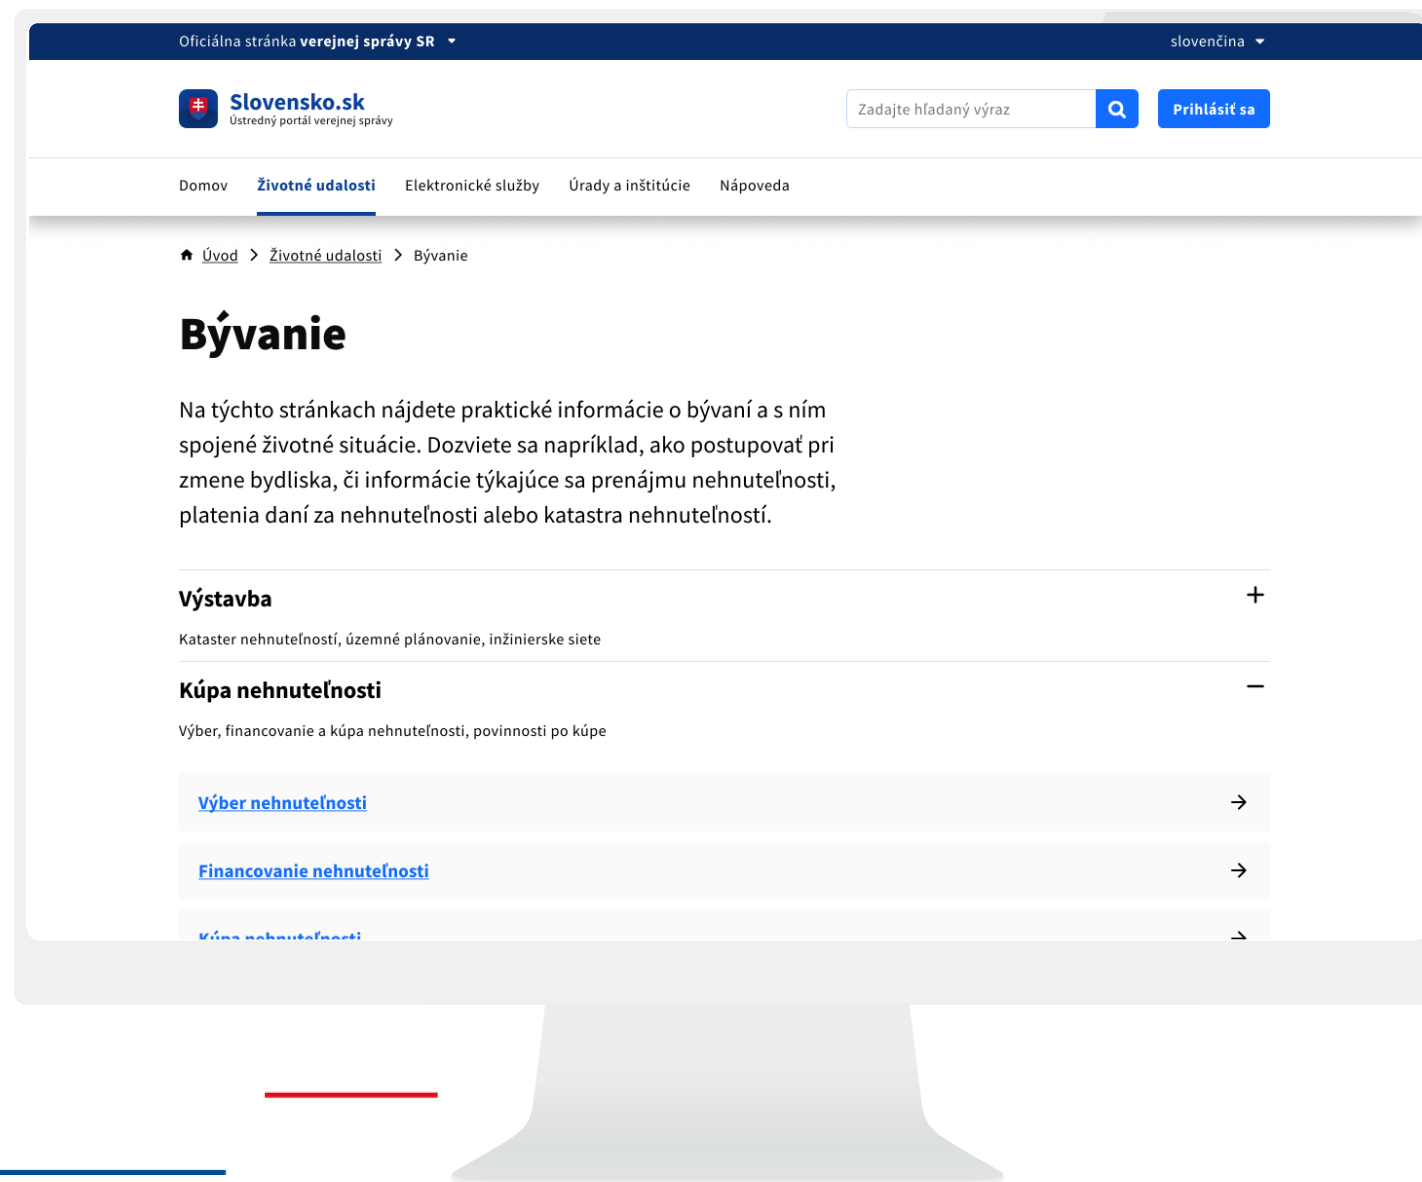 Oficiálna stránka verejnej správy SR
slovenčina
Slovensko.sk
Ústredný portál verejnej správy
Zadajte hľadaný výraz
Prihlásiť sa
Domov Životné udalosti Elektronické služby Úrady a inštitúcie Nápoveda
Úvod > Životné udalosti > Bývanie
Bývanie
Na týchto stránkach nájdete praktické informácie o bývaní a s ním
spojené životné situácie. Dozviete sa napríklad, ako postupovať pri
zmene bydliska, či informácie týkajúce sa prenájmu nehnuteľnosti,
platenia daní za nehnuteľnosti alebo katastra nehnuteľností.
Výstavba
Kataster nehnuteľností, územné plánovanie, inžinierske siete
Kúpa nehnuteľnosti
Výber, financovanie a kúpa nehnuteľnosti, povinnosti po kúpe
Výber nehnuteľnosti
Financovanie nehnuteľnosti
Kúpa nehnuteľnosti